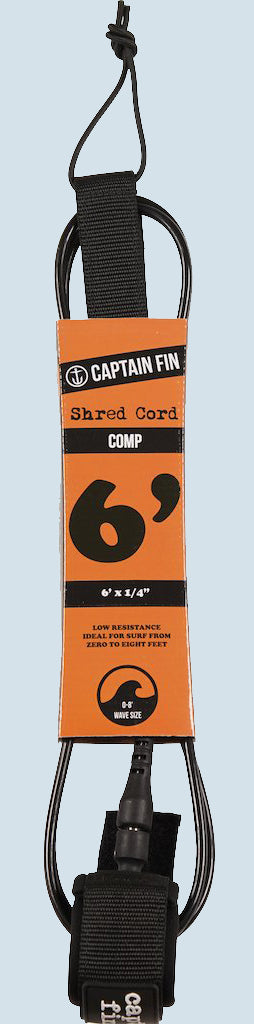 CAPTAIN FIN
Shred Cord
COMP
6'
6' x 1/4"
LOW RESISTANCE
IDEAL FOR SURF FROM
ZERO TO EIGHT FEET
0-8'
WAVE SIZE